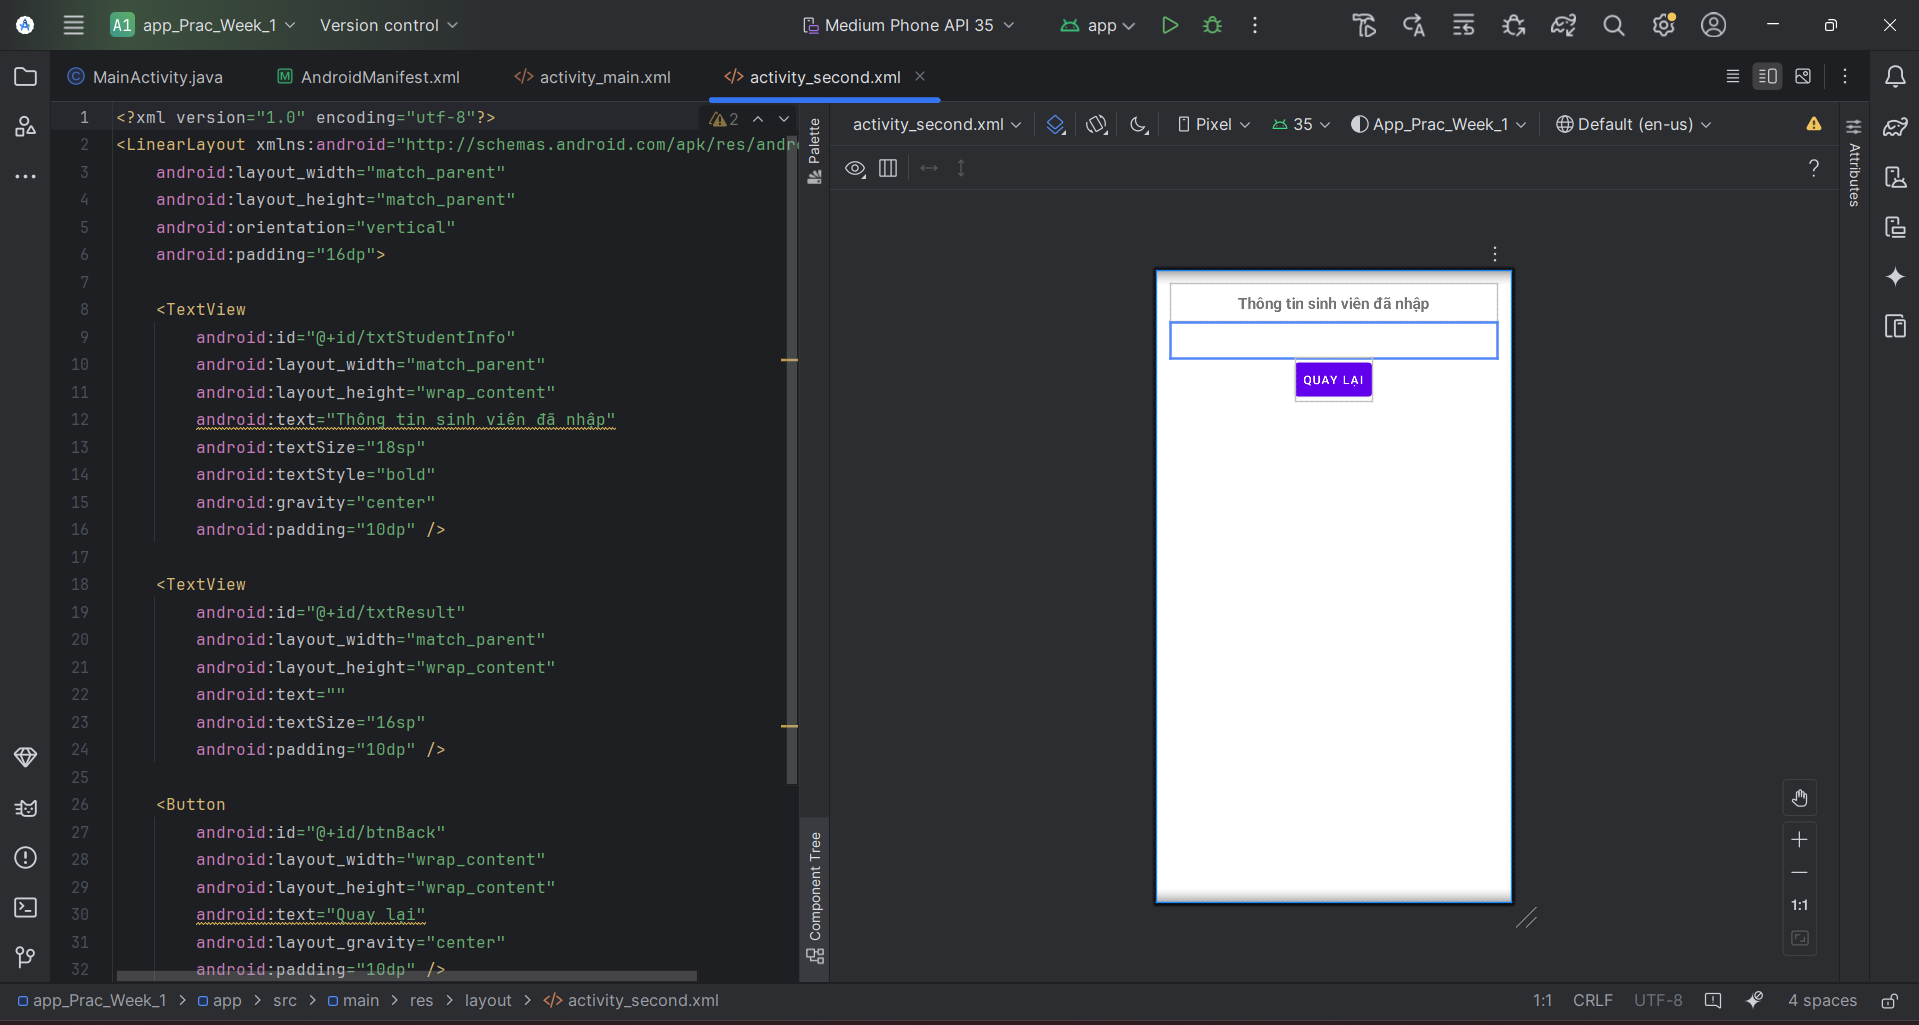 A1 app_Prac_Week_1 Version control Medium Phone API 35 app
MainActivity.java AndroidManifest.xml activity_main.xml activity_second.xml
1 <?xml version="1.0" encoding="utf-8"?> 2
2 <LinearLayout xmlns:android="http://schemas.android.com/apk/res/andr
3 android:layout_width="match_parent"
4 android:layout_height="match_parent"
5 android:orientation="vertical"
6 android:padding="16dp">
7
8 <TextView
9 android:id="@+id/txtStudentInfo"
10 android:layout_width="match_parent"
11 android:layout_height="wrap_content"
12 android:text="Thông tin sinh viên đã nhập"
13 android:textSize="18sp"
14 android:textStyle="bold"
15 android:gravity="center"
16 android:padding="10dp" />
17
18 <TextView
19 android:id="@+id/txtResult"
20 android:layout_width="match_parent"
21 android:layout_height="wrap_content"
22 android:text=""
23 android:textSize="16sp"
24 android:padding="10dp" />
25
26 <Button
27 android:id="@+id/btnBack"
28 android:layout_width="wrap_content"
29 android:layout_height="wrap_content"
30 android:text="Quay lại"
31 android:layout_gravity="center"
32 android:padding="10dp" />
Palette
Component Tree
activity_second.xml Pixel 35 App_Prac_Week_1 Default (en-us)
?
Attributes
Thông tin sinh viên đã nhập
QUAY LẠI
1:1
app_Prac_Week_1 > app > src > main > res > layout > </> activity_second.xml 1:1 CRLF UTF-8 4 spaces